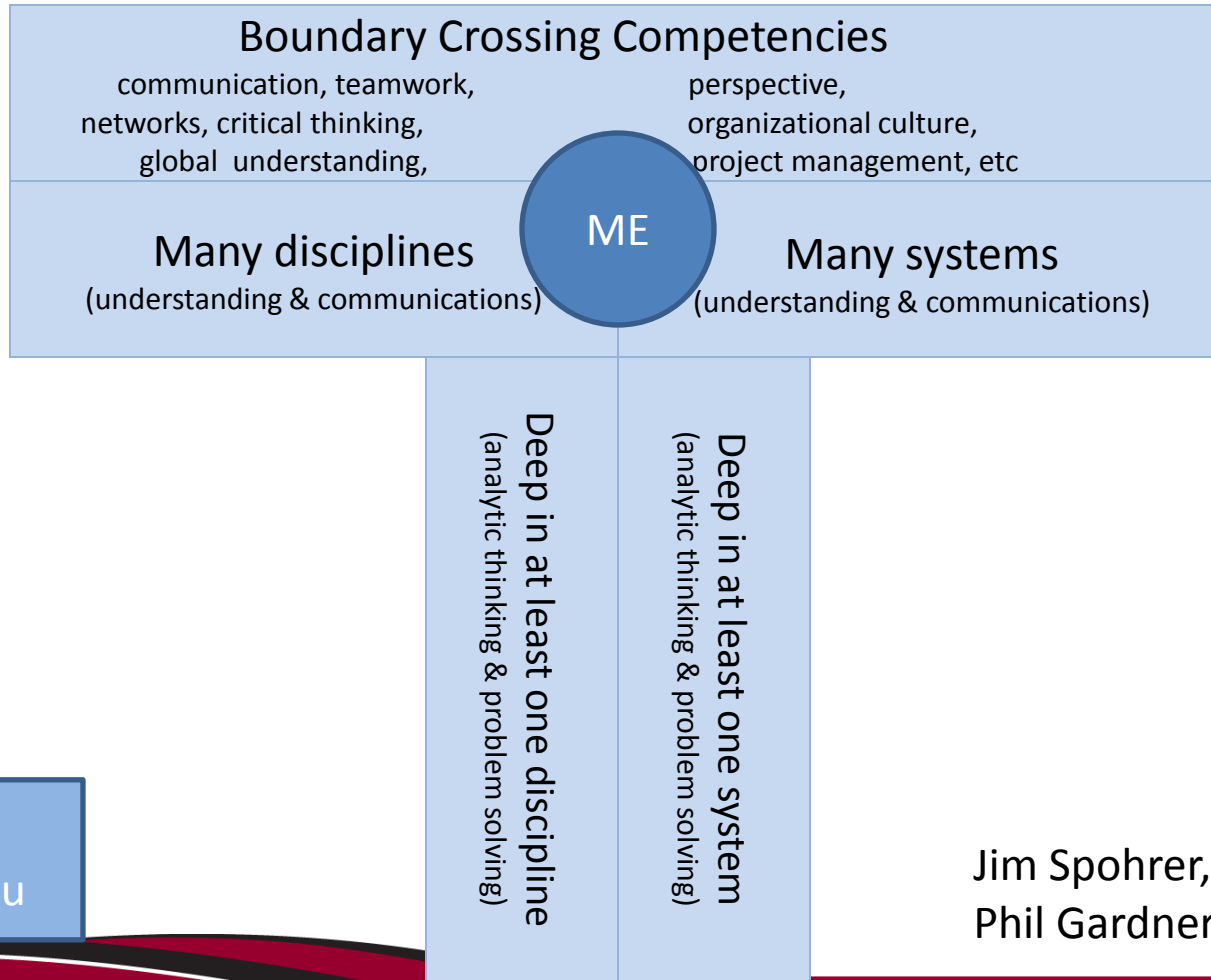 Boundary Crossing Competencies
communication, teamwork,
networks, critical thinking,
global understanding,
perspective,
organizational culture,
project management, etc
ME
Many disciplines
(understanding & communications)
Many systems
(understanding & communications)
Deep in at least one discipline
(analytic thinking & problem solving)
Deep in at least one system
(analytic thinking & problem solving)
u
Jim Spohrer,
Phil Gardner